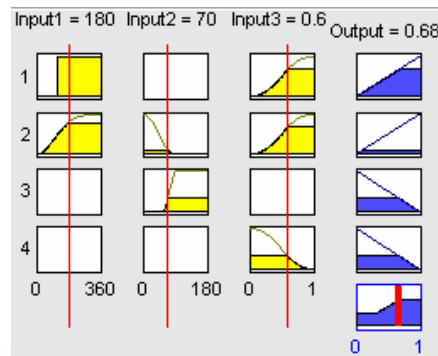 Input1 = 180 Input2 = 70 Input3 = 0.6 Output = 0.68
1
2
3
4
0 360 0 180 0 1
0 1